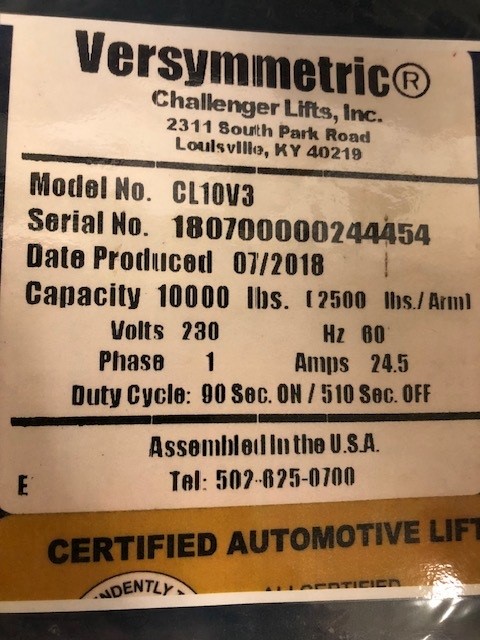 Versymmetric®
Challenger Lifts, Inc.
2311 South Park Road
Louisville, KY 40219
Model No. CL10V3
Serial No. 180700000244454
Date Produced 07/2018
Capacity 10000 lbs. (2500 lbs./Arm)
Volts 230 Hz 60
Phase 1 Amps 24.5
Duty Cycle: 90 Sec. ON / 510 Sec. OFF
Assembled In the U.S.A.
E Tel: 502-625-0700
CERTIFIED AUTOMOTIVE LIFT